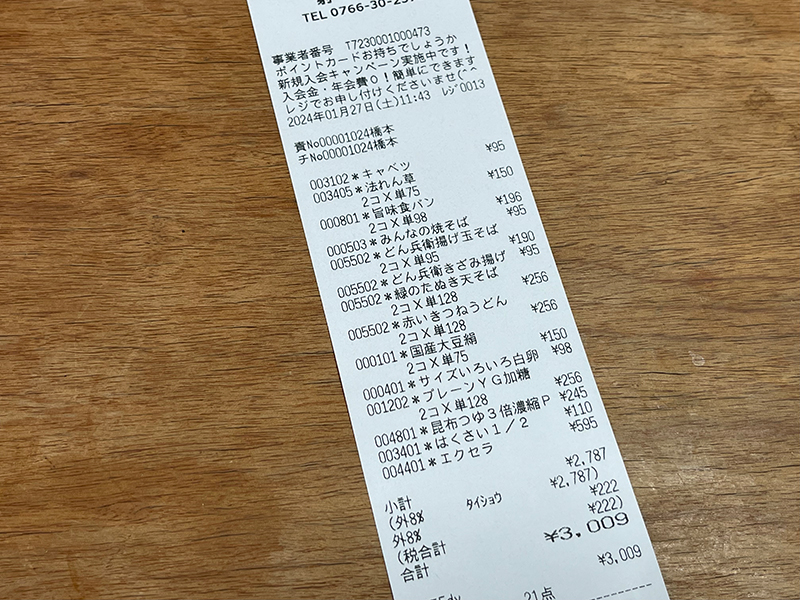 TEL 0766-30-25
事業者番号 T7230001000473
ポイントカードお持ちでしょうか
新規入会キャンペーン実施中です！
入会金・年会費０！簡単にできます
レジでお申し付けくださいませ(^^
2024年01月27日(土)11:43 ﾚｼﾞ0013
責No00001024橋本
チNo00001024橋本
003102＊キャベツ ¥95
003405＊法れん草 ¥150
2コX単75
000801＊旨味食パン ¥196
2コX単98
000503＊みんなの焼そば ¥95
005502＊どん兵衛揚げ玉そば ¥190
2コX単95
005502＊どん兵衛きざみ揚げ ¥95
005502＊緑のたぬき天そば ¥256
2コX単128
005502＊赤いきつねうどん ¥256
2コX単128
000101＊国産大豆絹 ¥150
2コX単75
000401＊サイズいろいろ白卵 ¥98
001202＊プレーンＹＧ加糖 ¥256
2コX単128
004801＊昆布つゆ３倍濃縮Ｐ ¥245
003401＊はくさい１／２ ¥110
004401＊エクセラ ¥595
小計 ¥2,787
(外8% ﾀｲｼｮｳ ¥2,787)
外8% ¥222
(税合計 ¥222)
合計 ¥3,009
¥3,009
21点